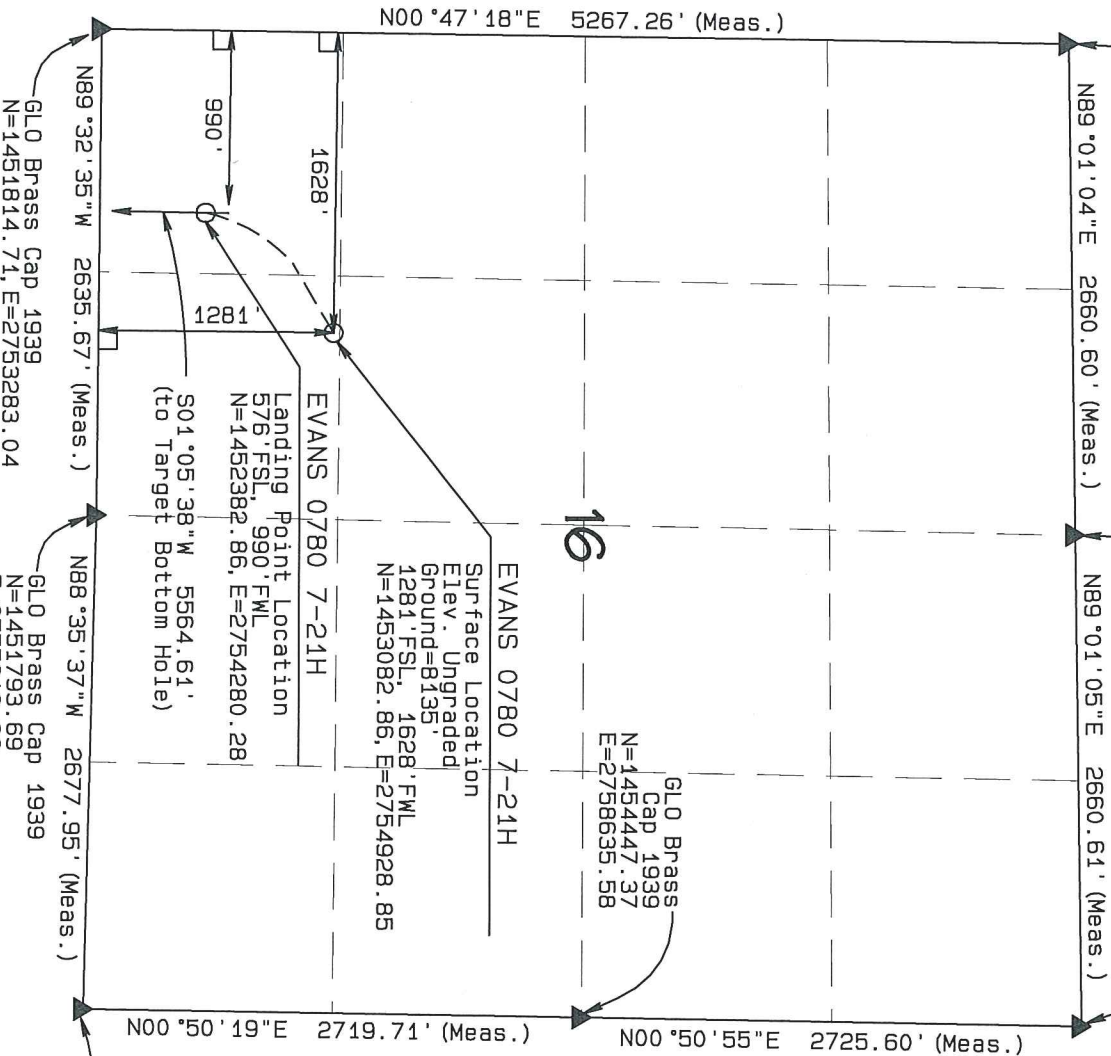 N00°47'18"E 5267.26' (Meas.)
N89°01'04"E 2660.60' (Meas.)
N89°01'05"E 2660.61' (Meas.)
990'
1628'
1281'
16
GLO Brass
Cap 1939
N=1454447.37
E=2758635.58
EVANS 0780 7-21H
Surface Location
Elev. Ungraded
Ground=8135'
1281'FSL, 1628'FWL
N=1453082.86, E=2754928.85
EVANS 0780 7-21H
Landing Point Location
576'FSL, 990'FWL
N=1452382.86, E=2754280.28
S01°05'38"W 5564.61'
(to Target Bottom Hole)
N89°32'35"W 2635.67' (Meas.)
N88°35'37"W 2677.95' (Meas.)
GLO Brass Cap 1939
N=1451814.71, E=2753283.04
GLO Brass Cap 1939
N=1451793.69
N00°50'19"E 2719.71' (Meas.)
N00°50'55"E 2725.60' (Meas.)